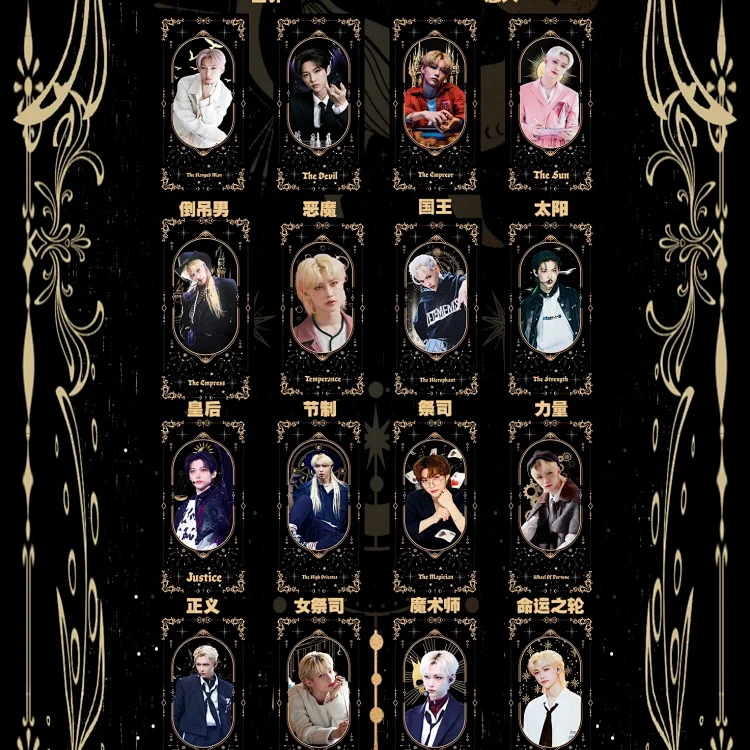 The Hanged Man
The Devil
The Emperor
The Sun
倒吊男
恶魔
国王
太阳
The Empress
Temperance
The Hierophant
The Strength
皇后
节制
祭司
力量
Justice
The High Priestess
The Magician
Wheel Of Fortune
正义
女祭司
魔术师
命运之轮